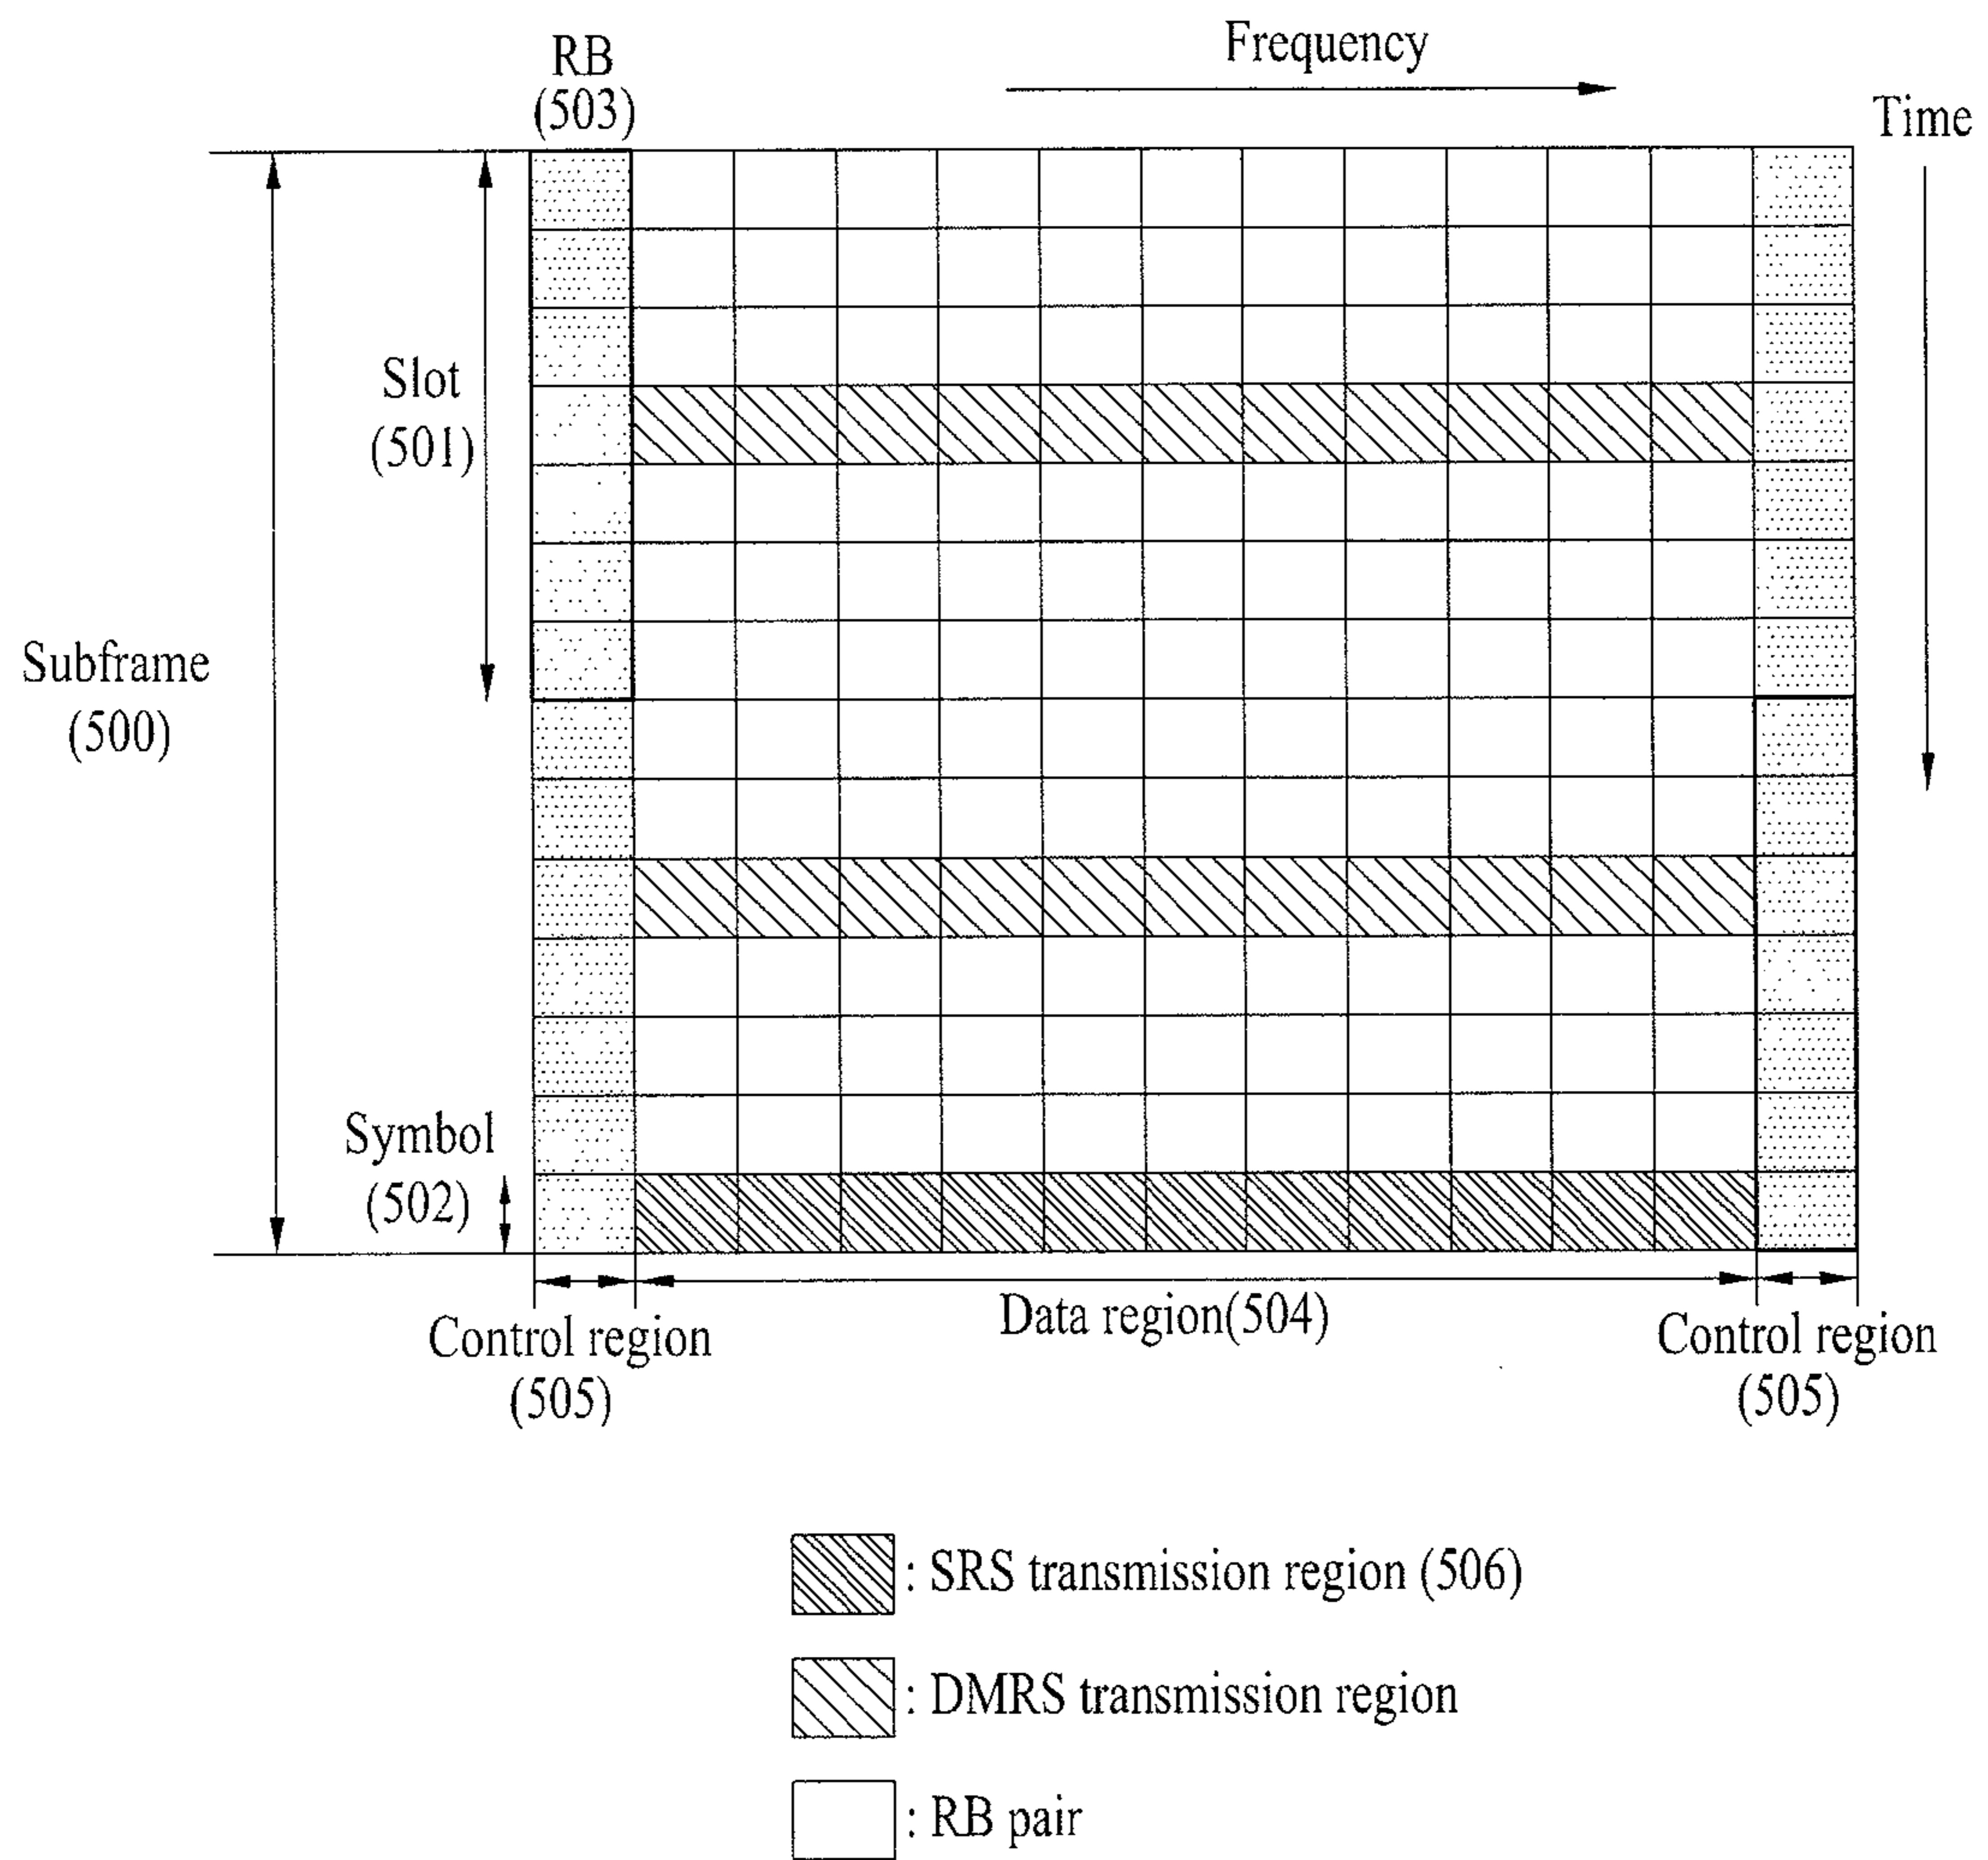 RB
(503)
Frequency
Time
Slot
(501)
Subframe
(500)
Symbol
(502)
Control region
(505)
Data region(504)
Control region
(505)
: SRS transmission region (506)
: DMRS transmission region
: RB pair